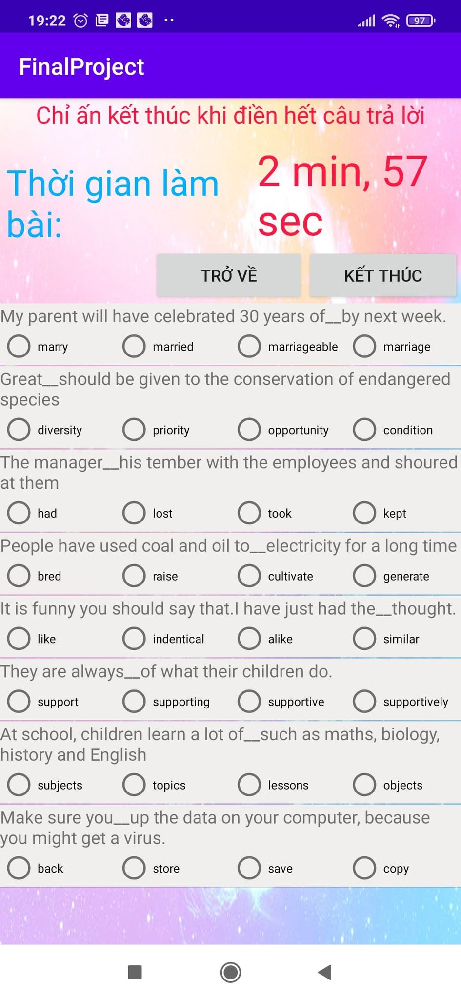 19:22
97
FinalProject
Chỉ ấn kết thúc khi điền hết câu trả lời
Thời gian làm
bài:
2 min, 57
sec
TRỞ VỀ
KẾT THÚC
My parent will have celebrated 30 years of__by next week.
marry
married
marriageable
marriage
Great__should be given to the conservation of endangered
species
diversity
priority
opportunity
condition
The manager__his tember with the employees and shoured
at them
had
lost
took
kept
People have used coal and oil to__electricity for a long time
bred
raise
cultivate
generate
It is funny you should say that.I have just had the__thought.
like
indentical
alike
similar
They are always__of what their children do.
support
supporting
supportive
supportively
At school, children learn a lot of__such as maths, biology,
history and English
subjects
topics
lessons
objects
Make sure you__up the data on your computer, because
you might get a virus.
back
store
save
copy